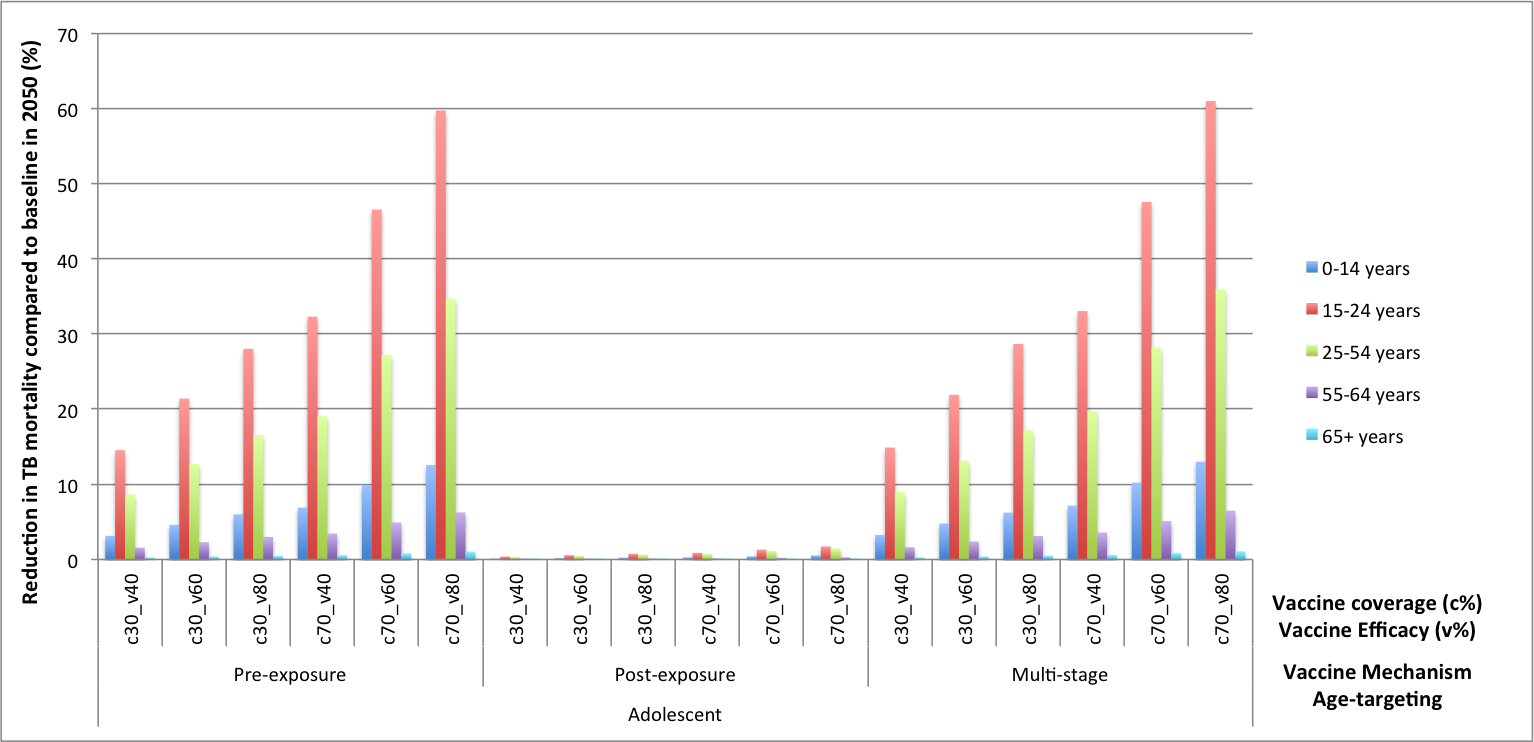 Reduction in TB mortality compared to baseline in 2050 (%)
70
60
50
40
30
20
10
0
c30_v40
c30_v60
c30_v80
c70_v40
c70_v60
c70_v80
c30_v40
c30_v60
c30_v80
c70_v40
c70_v60
c70_v80
c30_v40
c30_v60
c30_v80
c70_v40
c70_v60
c70_v80
Pre-exposure
Post-exposure
Multi-stage
Adolescent
0-14 years
15-24 years
25-54 years
55-64 years
65+ years
Vaccine coverage (c%)
Vaccine Efficacy (v%)
Vaccine Mechanism
Age-targeting